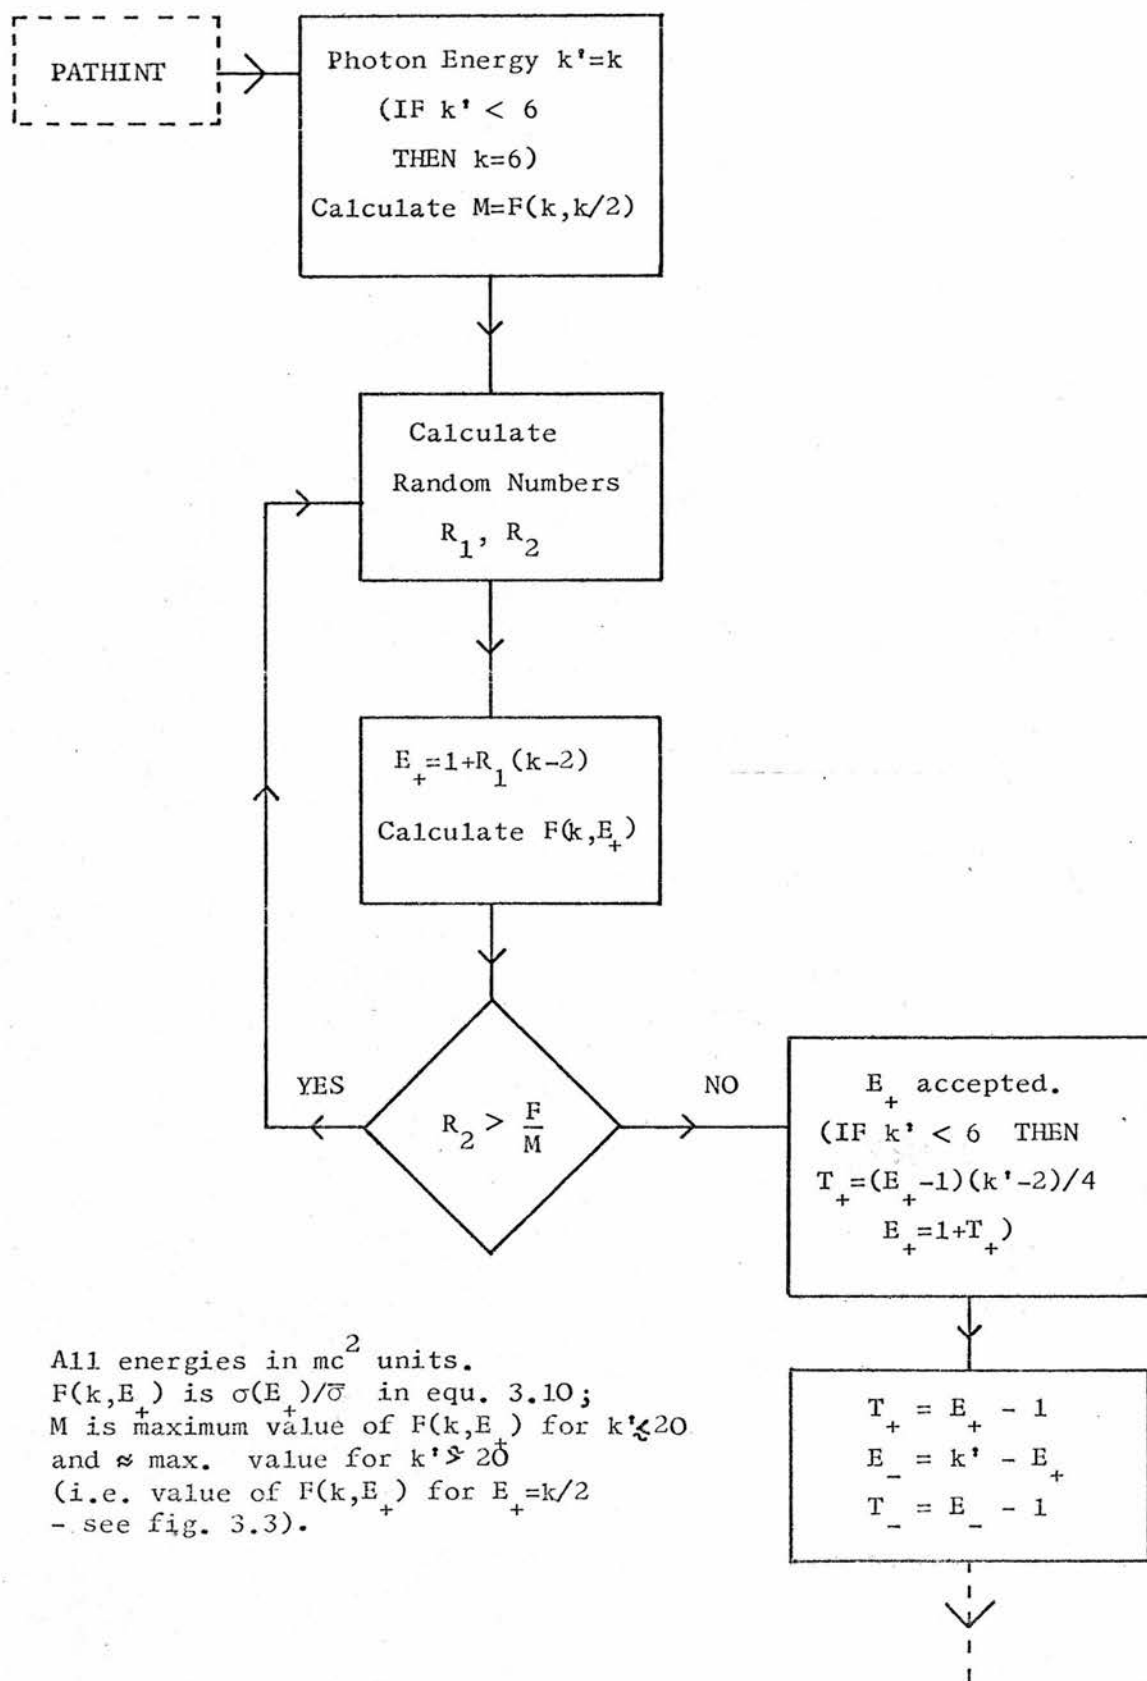 PATHINT
Photon Energy k'=k
(IF k' < 6
THEN k=6)
Calculate M=F(k,k/2)
Calculate
Random Numbers
R₁, R₂
E₊=1+R₁(k-2)
Calculate F(k,E₊)
YES
R₂ > F/M
NO
E₊ accepted.
(IF k' < 6 THEN
T₊=(E₊-1)(k'-2)/4
E₊=1+T₊)
T₊ = E₊ - 1
E₋ = k' - E₊
T₋ = E₋ - 1
All energies in mc² units.
F(k,E₊) is σ(E₊)/σ̅ in equ. 3.10;
M is maximum value of F(k,E₊) for k'≲20
and ≈ max. value for k'≳20
(i.e. value of F(k,E₊) for E₊=k/2
- see fig. 3.3).